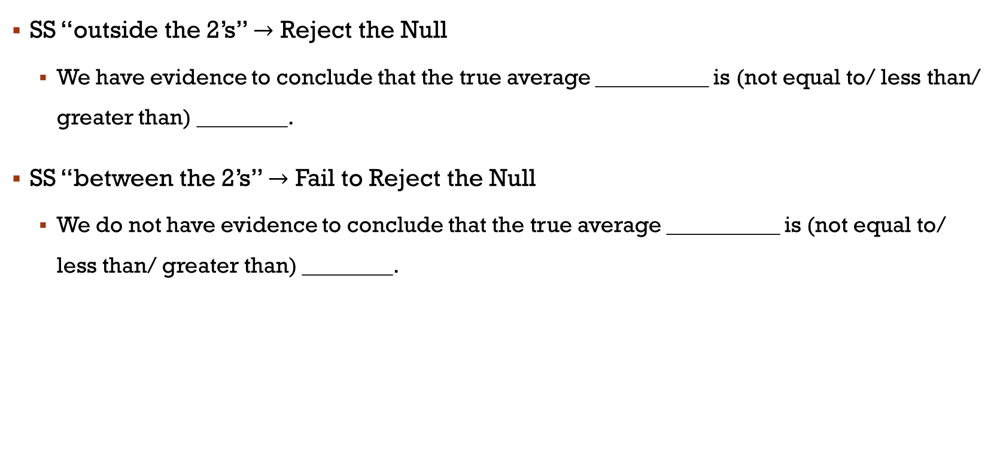 ▪ SS “outside the 2’s” → Reject the Null
▪ We have evidence to conclude that the true average __________ is (not equal to/ less than/
greater than) ________.
▪ SS “between the 2’s” → Fail to Reject the Null
▪ We do not have evidence to conclude that the true average __________ is (not equal to/
less than/ greater than) ________.